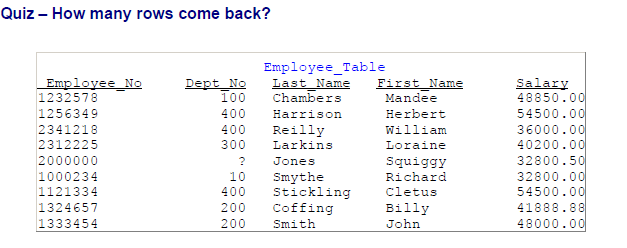 Quiz – How many rows come back?
Employee_Table
Employee_No Dept_No Last_Name First_Name Salary
1232578 100 Chambers Mandee 48850.00
1256349 400 Harrison Herbert 54500.00
2341218 400 Reilly William 36000.00
2312225 300 Larkins Loraine 40200.00
2000000 ? Jones Squiggy 32800.50
1000234 10 Smythe Richard 32800.00
1121334 400 Stickling Cletus 54500.00
1324657 200 Coffing Billy 41888.88
1333454 200 Smith John 48000.00